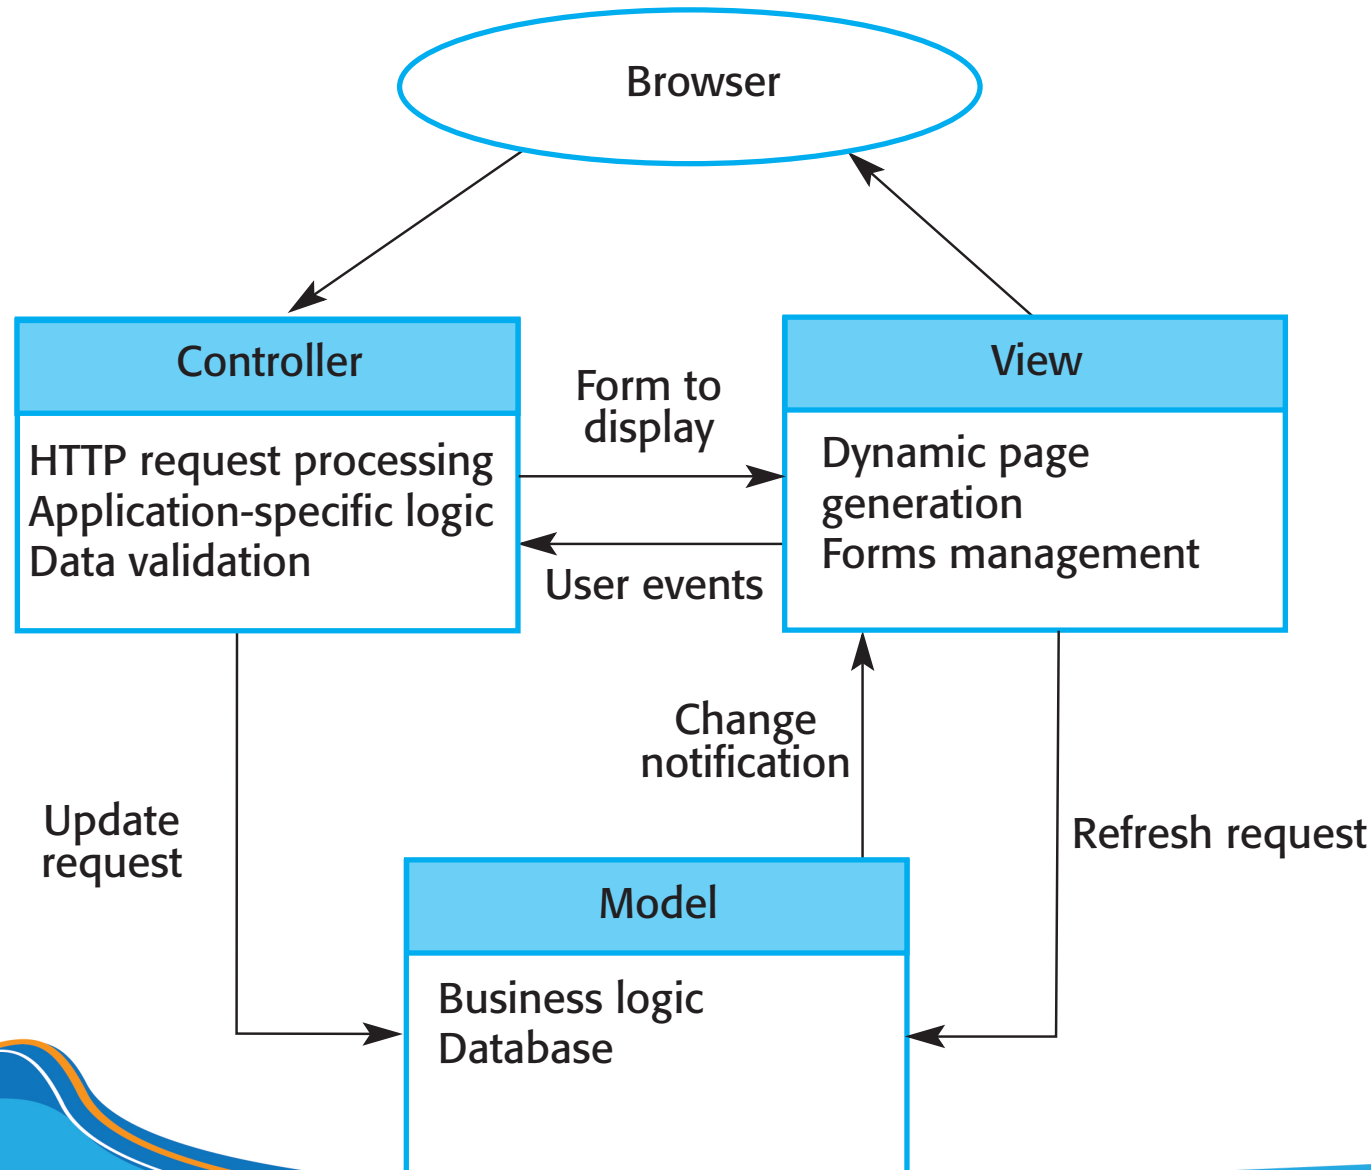 Browser
Controller
HTTP request processing
Application-specific logic
Data validation
Form to
display
User events
View
Dynamic page
generation
Forms management
Change
notification
Update
request
Refresh request
Model
Business logic
Database